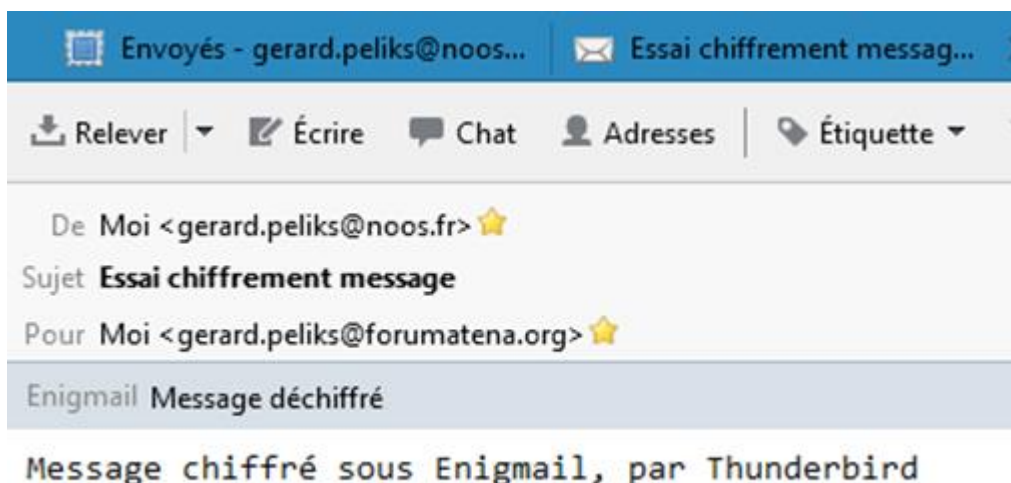 Envoyés - gerard.peliks@noos... Essai chiffrement messag...
Relever Écrire Chat Adresses Étiquette
De Moi <gerard.peliks@noos.fr>
Sujet Essai chiffrement message
Pour Moi <gerard.peliks@forumatena.org>
Enigmail Message déchiffré
Message chiffré sous Enigmail, par Thunderbird